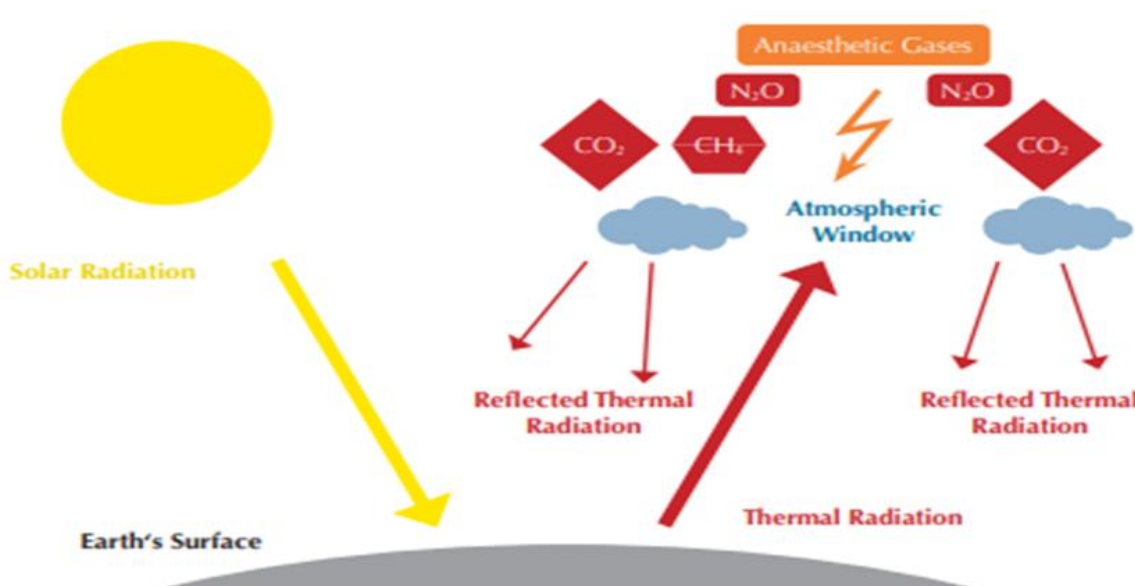 Anaesthetic Gases
N₂O
N₂O
CO₂
CH₄
CO₂
Atmospheric
Window
Solar Radiation
Reflected Thermal
Radiation
Reflected Thermal
Radiation
Thermal Radiation
Earth's Surface